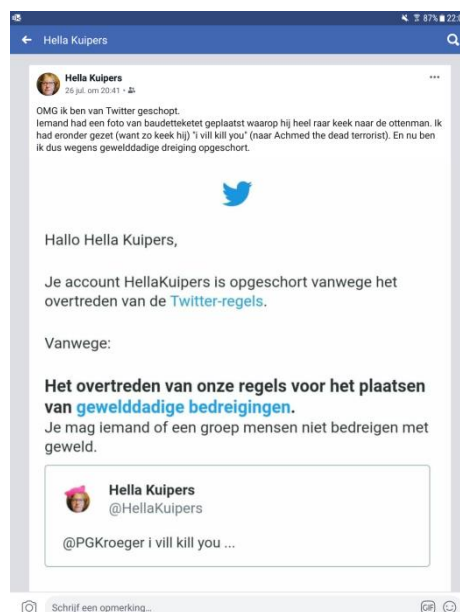 87% 22:0
Hella Kuipers
Hella Kuipers
26 jul. om 20:41 •
OMG ik ben van Twitter geschopt.
Iemand had een foto van baudetteketet geplaatst waarop hij heel raar keek naar de ottenman. Ik
had eronder gezet (want zo keek hij) "i vill kill you" (naar Achmed the dead terrorist). En nu ben
ik dus wegens gewelddadige dreiging opgeschort.
Hallo Hella Kuipers,
Je account HellaKuipers is opgeschort vanwege het
overtreden van de Twitter-regels.
Vanwege:
Het overtreden van onze regels voor het plaatsen
van gewelddadige bedreigingen.
Je mag iemand of een groep mensen niet bedreigen met
geweld.
Hella Kuipers
@HellaKuipers
@PGKroeger i vill kill you ...
Schrijf een opmerking...
GIF